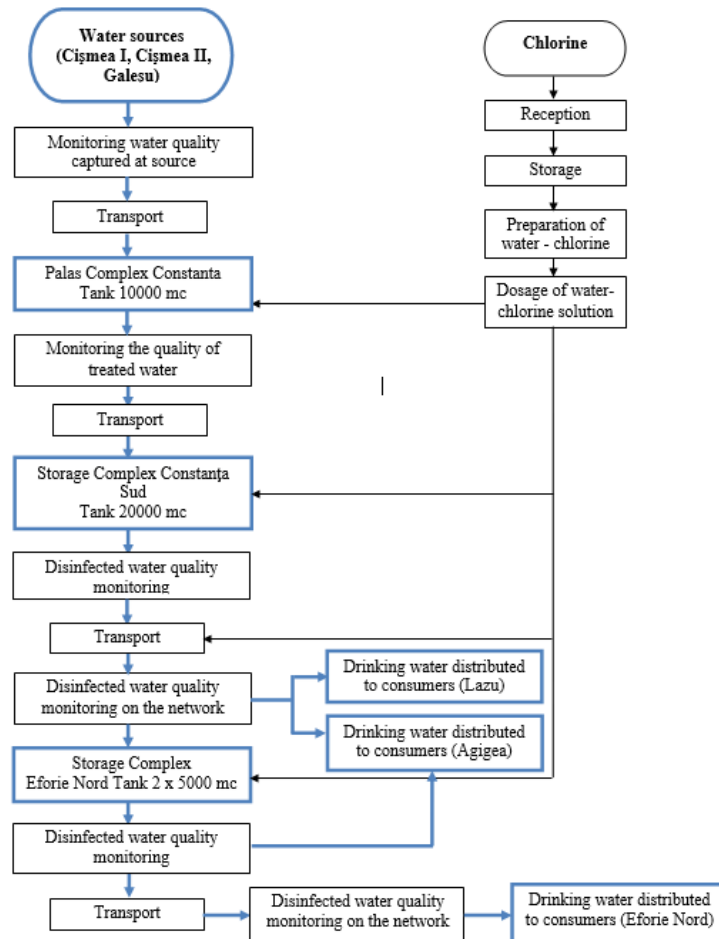 Water sources
(Cişmea I, Cişmea II,
Galeşu)
Monitoring water quality
captured at source
Transport
Palas Complex Constanta
Tank 10000 mc
Monitoring the quality of
treated water
Transport
Storage Complex Constanţa
Sud
Tank 20000 mc
Disinfected water quality
monitoring
Transport
Disinfected water quality
monitoring on the network
Storage Complex
Eforie Nord Tank 2 x 5000 mc
Disinfected water quality
monitoring
Transport
Chlorine
Reception
Storage
Preparation of
water - chlorine
Dosage of water-
chlorine solution
Drinking water distributed
to consumers (Lazu)
Drinking water distributed
to consumers (Agigea)
Disinfected water quality
monitoring on the network
Drinking water distributed
to consumers (Eforie Nord)